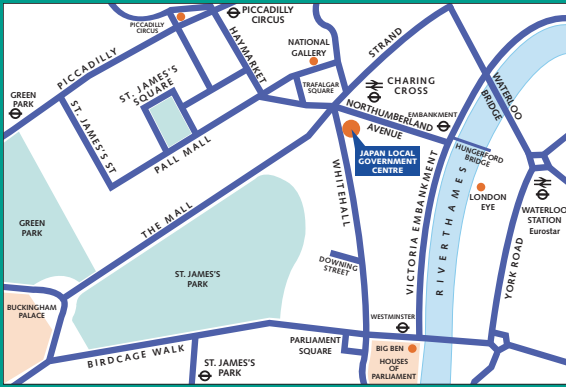 PICCADILLY
CIRCUS
PICCADILLY
CIRCUS
HAYMARKET
NATIONAL
GALLERY
STRAND
PICCADILLY
ST. JAMES'S
SQUARE
TRAFALGAR
SQUARE
CHARING
CROSS
WATERLOO
BRIDGE
GREEN
PARK
ST. JAMES'S ST
PALL MALL
NORTHUMBERLAND
AVENUE
EMBANKMENT
HUNGERFORD
BRIDGE
JAPAN LOCAL
GOVERNMENT
CENTRE
WHITEHALL
VICTORIA EMBANKMENT
RIVER THAMES
LONDON
EYE
WATERLOO
STATION
Eurostar
YORK ROAD
GREEN
PARK
THE MALL
ST. JAMES'S
PARK
DOWNING
STREET
BUCKINGHAM
PALACE
WESTMINSTER
BIRDCAGE WALK
ST. JAMES'S
PARK
PARLIAMENT
SQUARE
BIG BEN
HOUSES
OF
PARLIAMENT